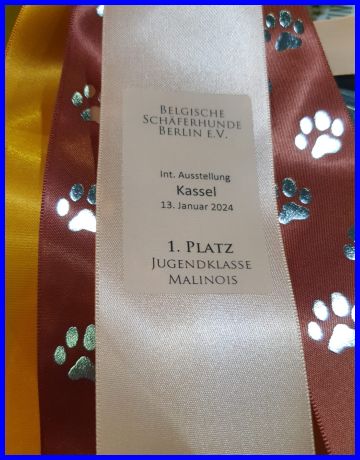 Belgische
Schäferhunde
Berlin e.V.
Int. Ausstellung
Kassel
13. Januar 2024
1. Platz
Jugendklasse
Malinois